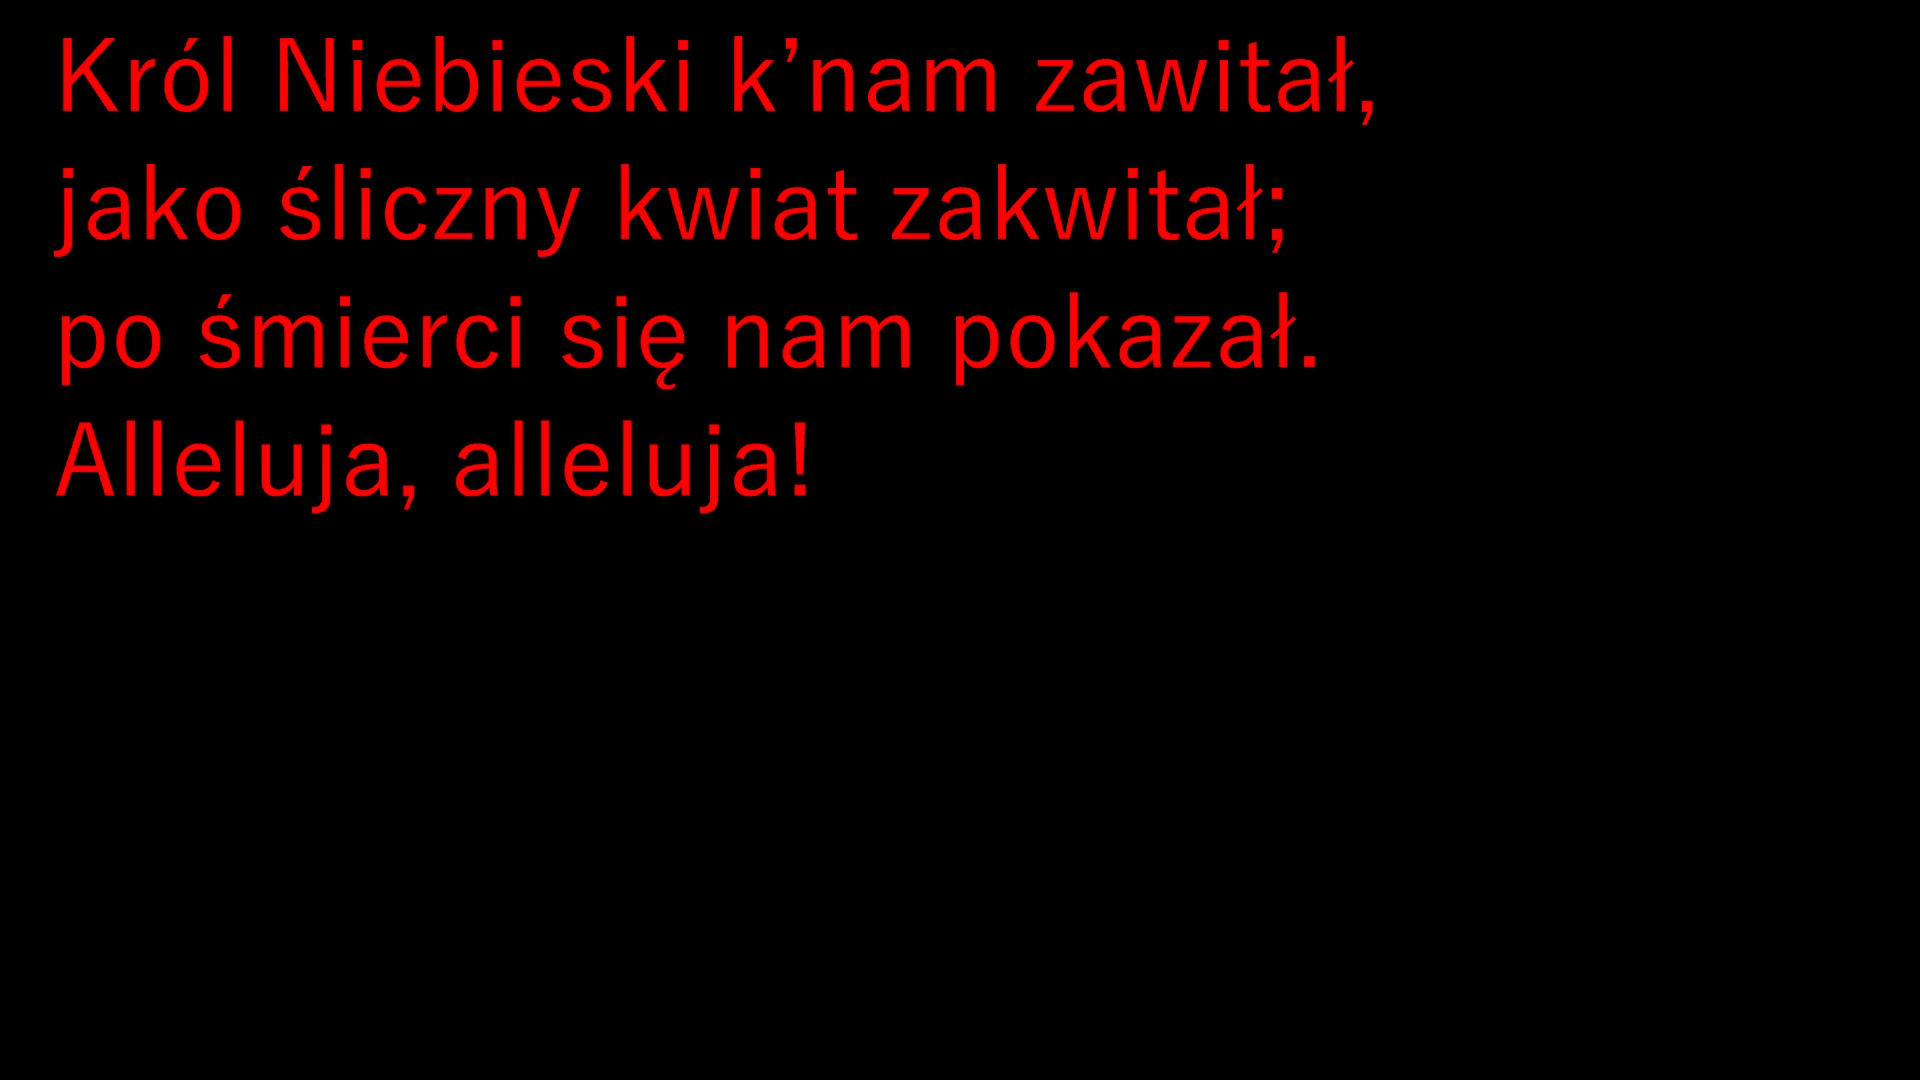 Król Niebieski k’nam zawitał,
jako śliczny kwiat zakwitał;
po śmierci się nam pokazał.
Alleluja, alleluja!